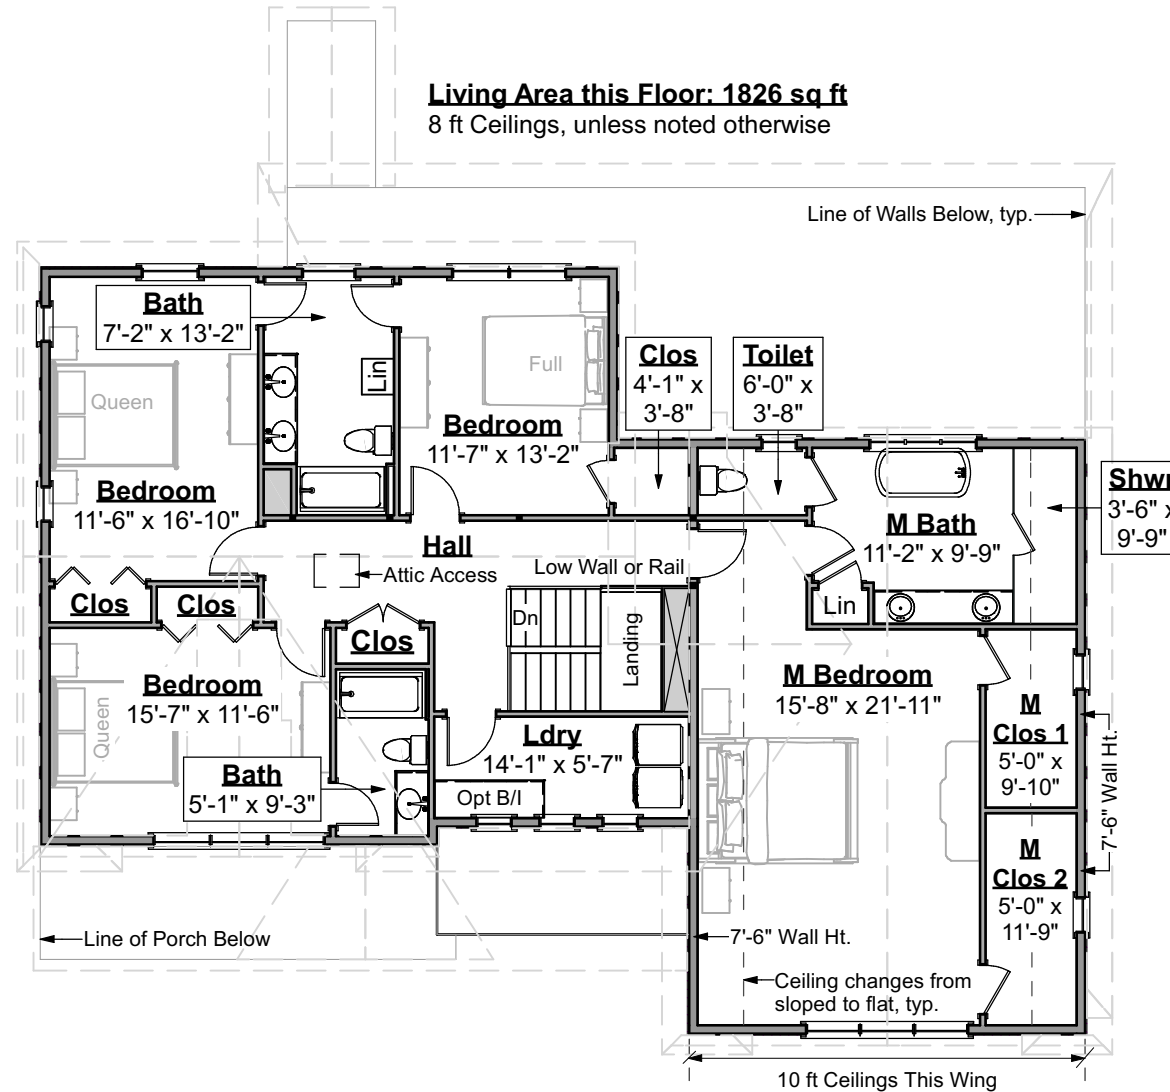 Living Area this Floor: 1826 sq ft
8 ft Ceilings, unless noted otherwise
Line of Walls Below, typ.
Bath
7'-2" x 13'-2"
Lin
Queen
Full
Bedroom
11'-7" x 13'-2"
Clos
4'-1" x
3'-8"
Toilet
6'-0" x
3'-8"
Bedroom
11'-6" x 16'-10"
M Bath
11'-2" x 9'-9"
Shwr
3'-6" x
9'-9"
Hall
Attic Access
Low Wall or Rail
Clos
Clos
Clos
Dn
Landing
Lin
Bedroom
15'-7" x 11'-6"
Queen
M Bedroom
15'-8" x 21'-11"
M
Clos 1
5'-0" x
9'-10"
7'-6" Wall Ht.
Ldry
14'-1" x 5'-7"
Opt B/I
Bath
5'-1" x 9'-3"
M
Clos 2
5'-0" x
11'-9"
Line of Porch Below
7'-6" Wall Ht.
Ceiling changes from
sloped to flat, typ.
10 ft Ceilings This Wing